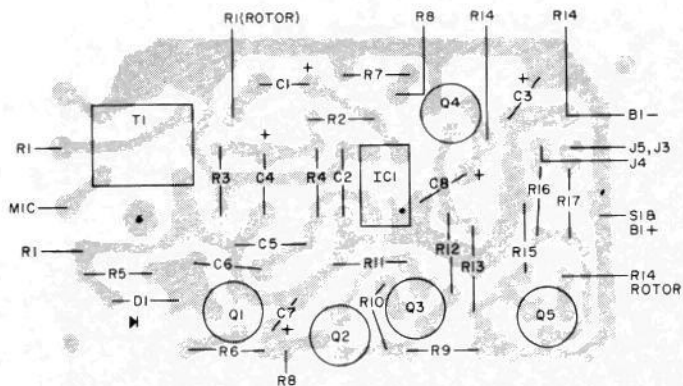 R1(ROTOR)
R8
R14
R14
C1
+
R7
+
C3
Q4
T1
R2
B1-
R1
+
J5,J3
J4
R3
C4
R4
C2
IC1
C8
+
R16
R17
MIC
S1&
B1+
R1
C5
R12
R13
R15
C6
R11
R5
R14
ROTOR
D1
Q1
C7
+
R10
Q3
Q5
Q2
R6
R9
R8